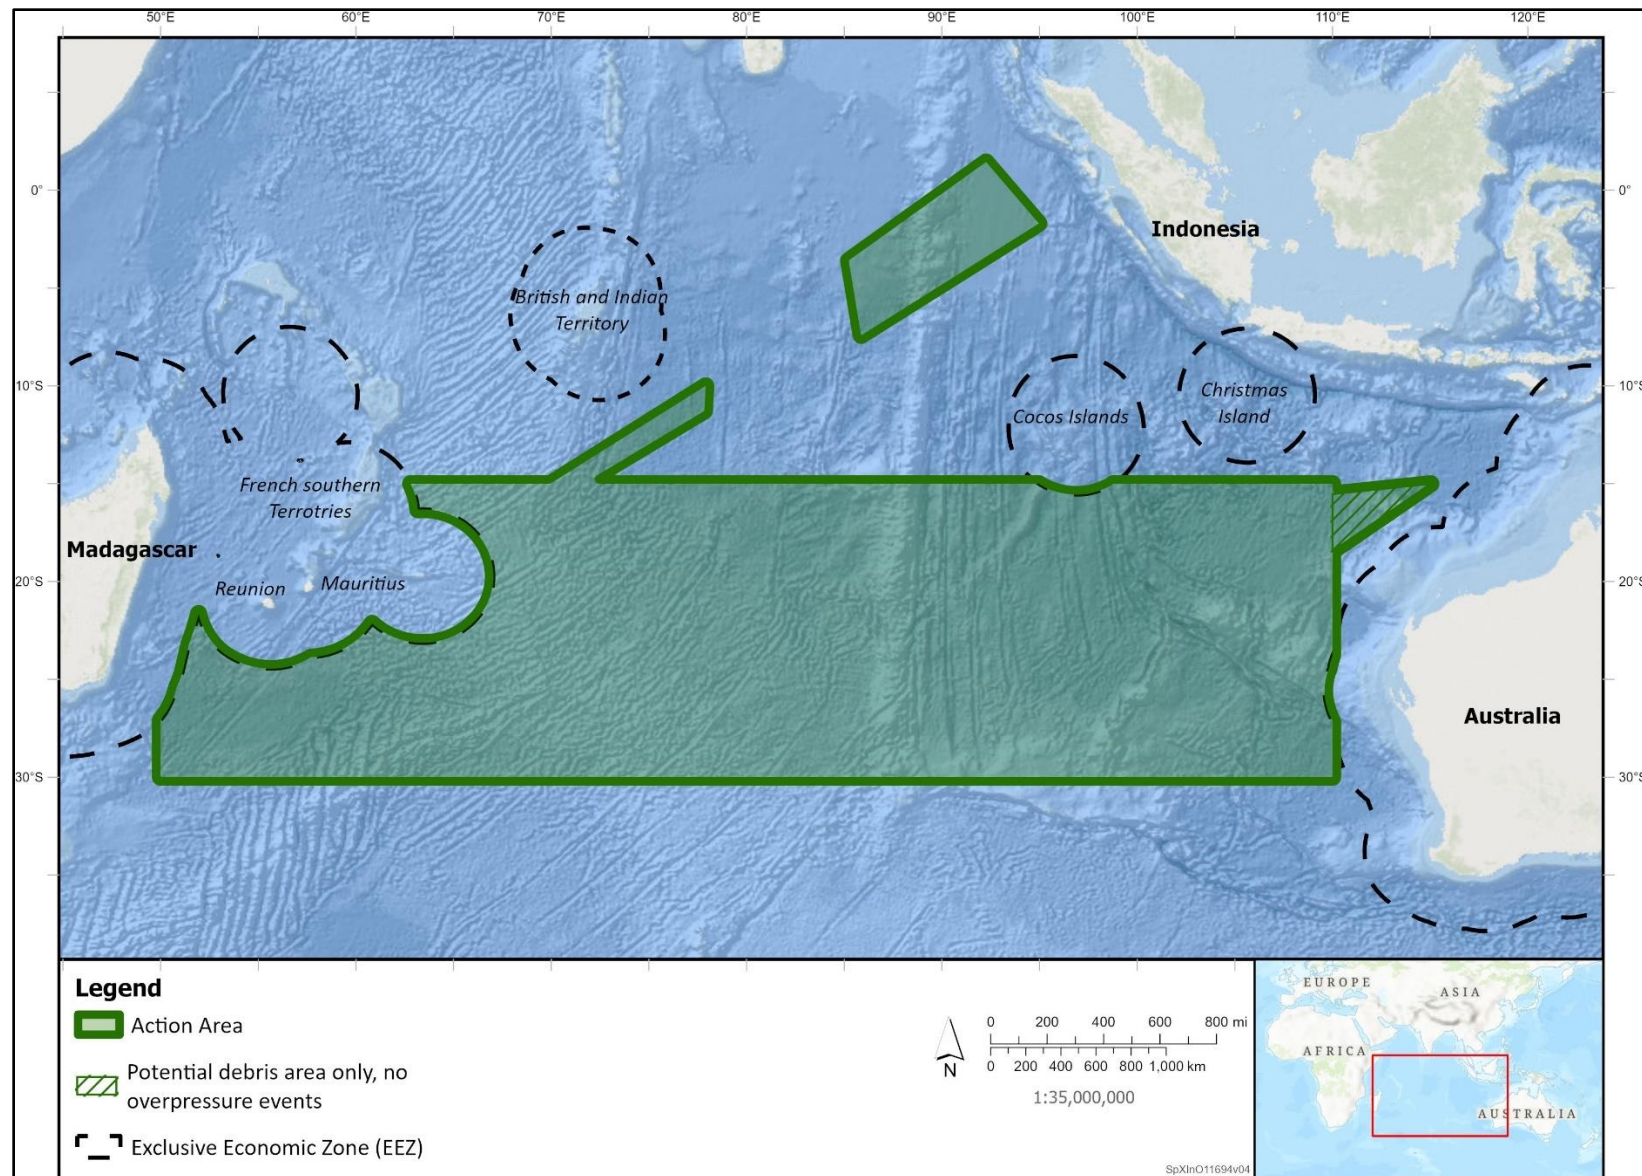 50°E 60°E 70°E 80°E 90°E 100°E 110°E 120°E
0° 0°
Indonesia
British and Indian
Territory
10°S 10°S
Christmas
Island
Cocos Islands
French southern
Terrotries
Madagascar
Reunion Mauritius
20°S 20°S
Australia
30°S 30°S
Legend
Action Area
Potential debris area only, no
overpressure events
Exclusive Economic Zone (EEZ)
N
0 200 400 600 800 mi
0 200 400 600 800 1,000 km
1:35,000,000
SpXInO11694v04
EUROPE
ASIA
AFRICA
AUSTRALIA